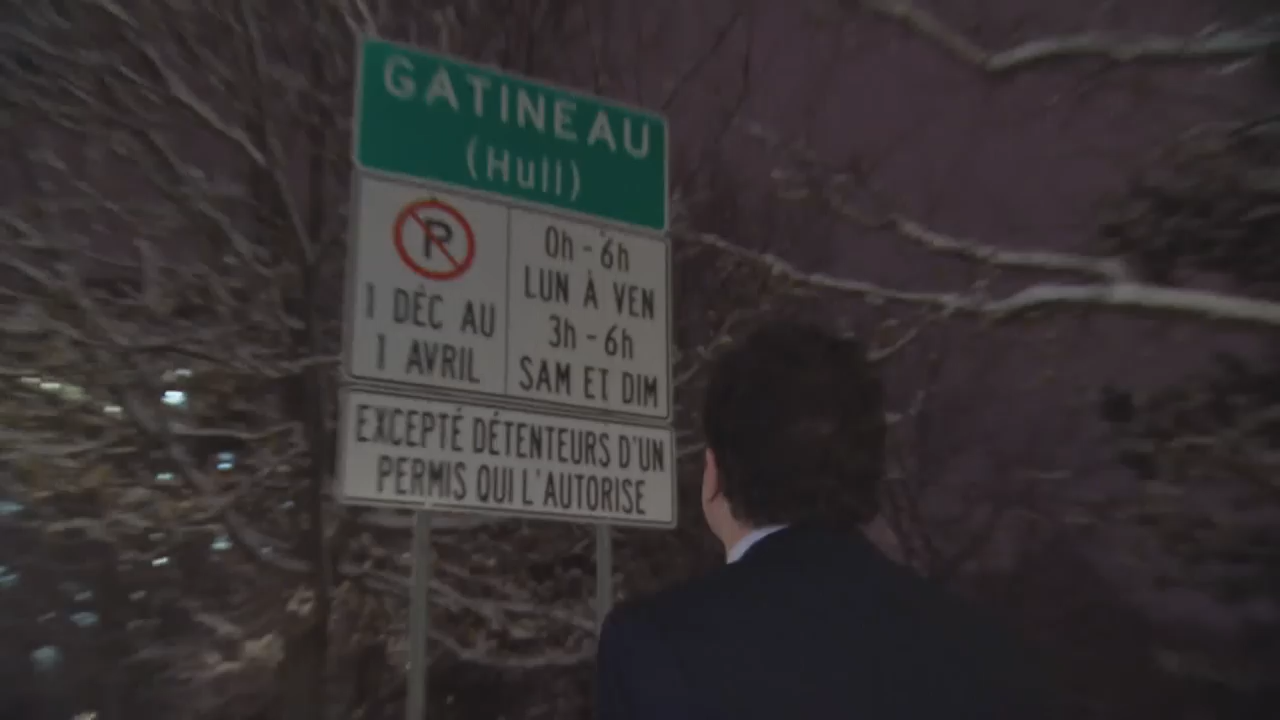 GATINEAU
(Hull)
P
1 DÉC AU
1 AVRIL
0h - 6h
LUN À VEN
3h - 6h
SAM ET DIM
EXCEPTÉ DÉTENTEURS D'UN
PERMIS QUI L'AUTORISE